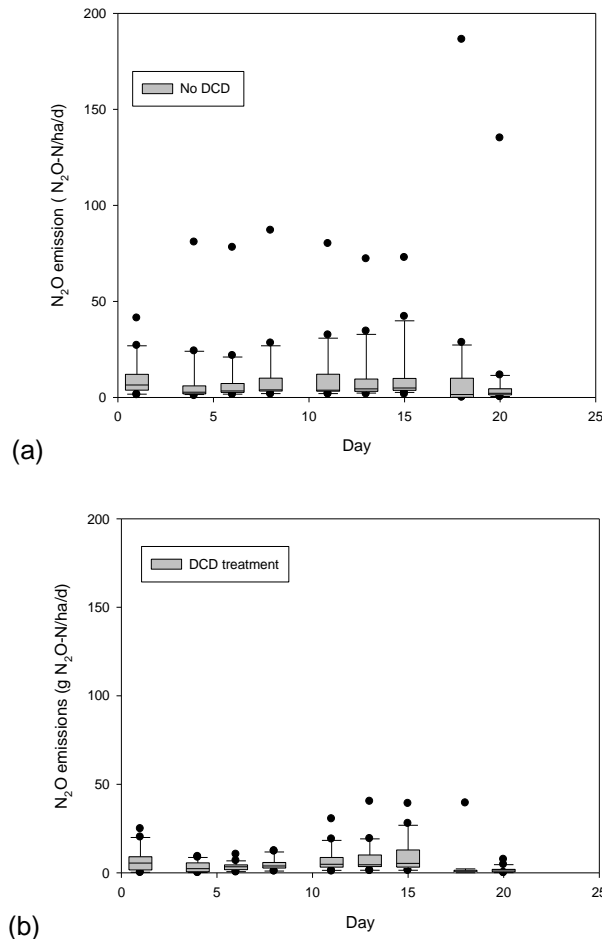 200
150
100
50
0
N₂O emission ( N₂O-N/ha/d)
No DCD
0 5 10 15 20 25
Day
(a)
200
150
100
50
0
N₂O emissions (g N₂O-N/ha/d)
DCD treatment
0 5 10 15 20 25
Day
(b)